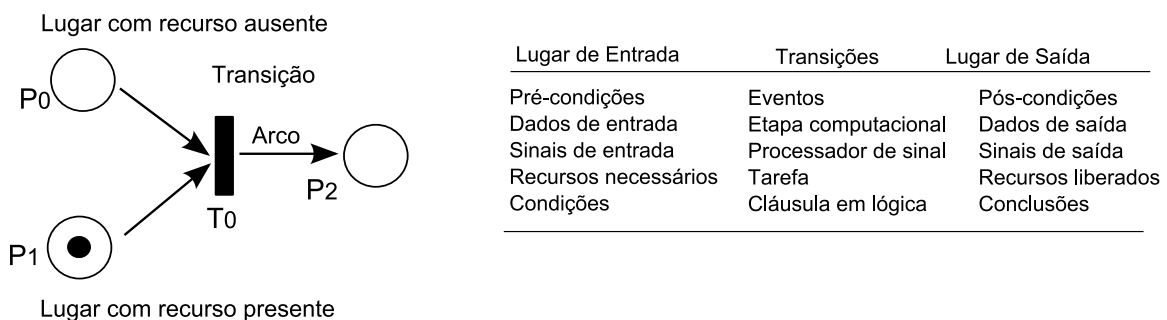 Lugar com recurso ausente
P0
Transição
Arco
T0
P2
P1
Lugar com recurso presente
Lugar de Entrada Transições Lugar de Saída
Pré-condições Eventos Pós-condições
Dados de entrada Etapa computacional Dados de saída
Sinais de entrada Processador de sinal Sinais de saída
Recursos necessários Tarefa Recursos liberados
Condições Cláusula em lógica Conclusões